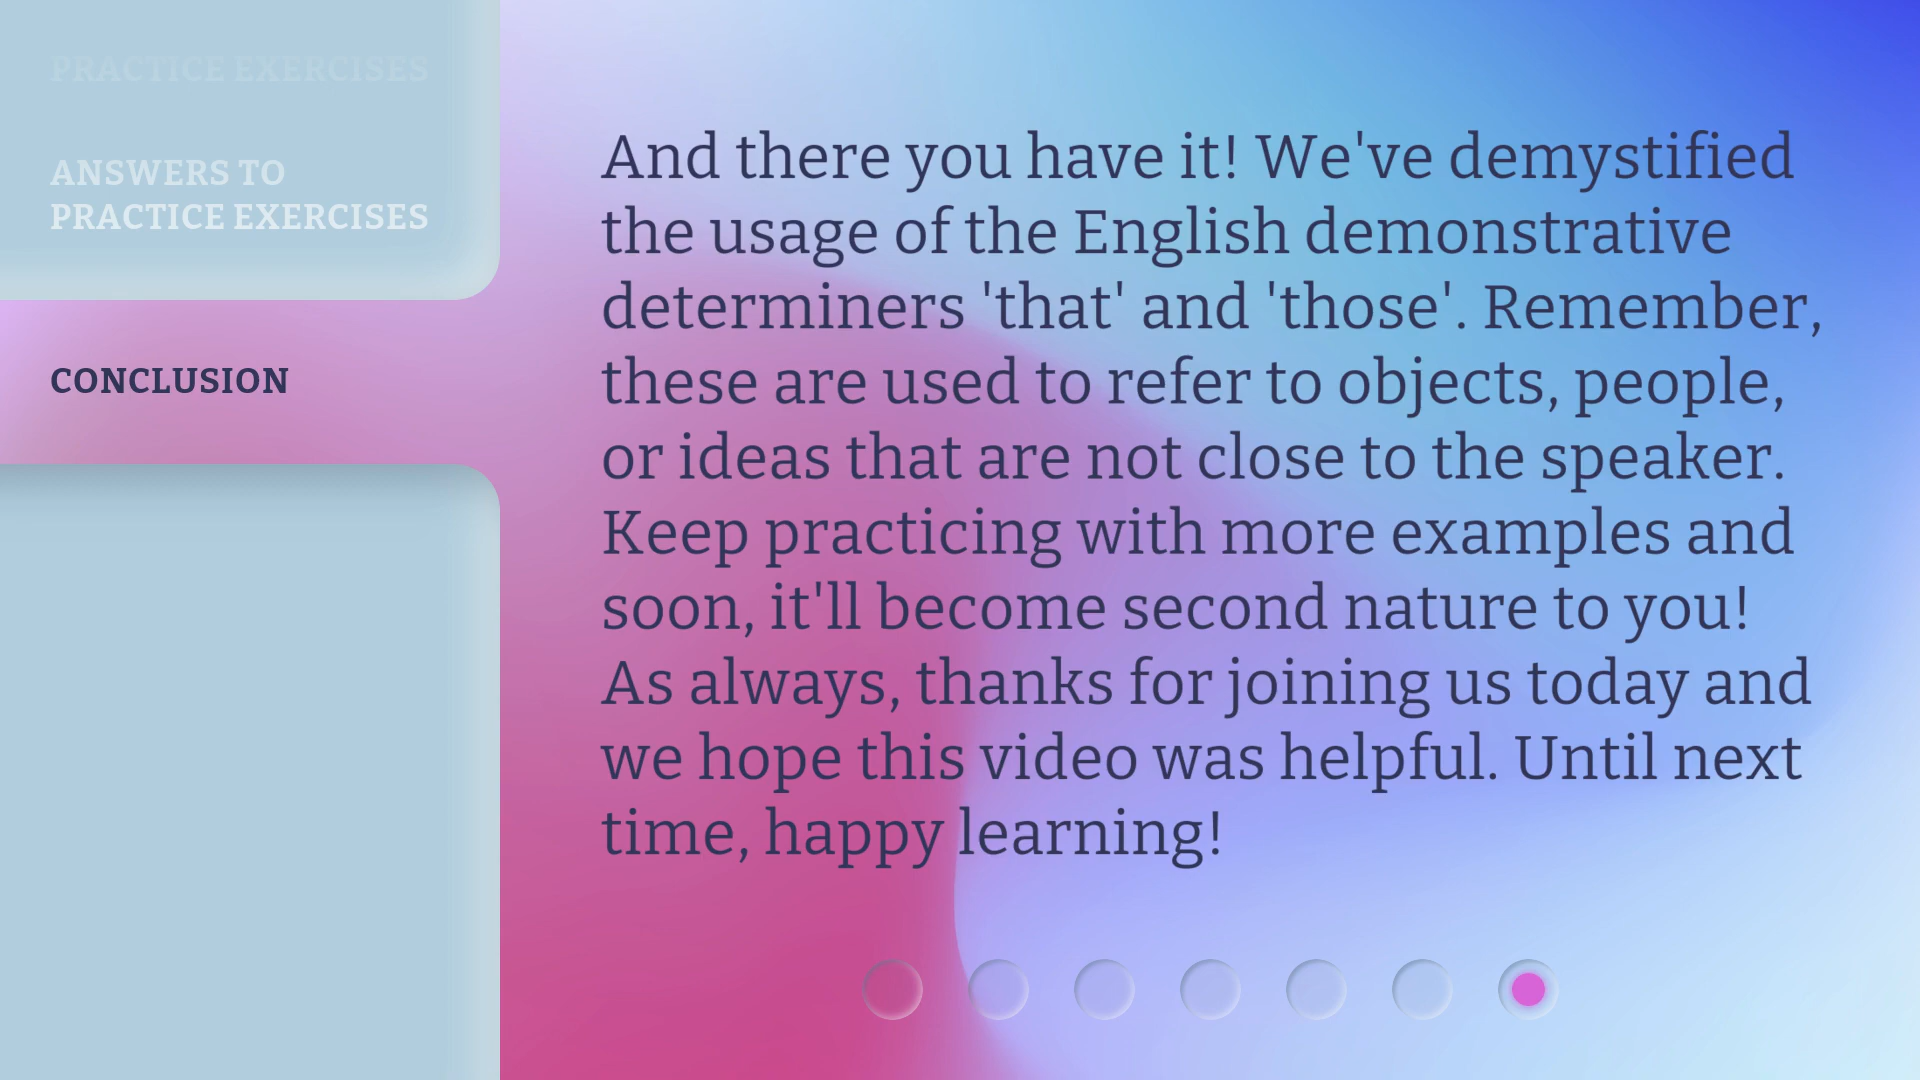 PRACTICE EXERCISES
ANSWERS TO
PRACTICE EXERCISES
CONCLUSION
And there you have it! We've demystified
the usage of the English demonstrative
determiners 'that' and 'those'. Remember,
these are used to refer to objects, people,
or ideas that are not close to the speaker.
Keep practicing with more examples and
soon, it'll become second nature to you!
As always, thanks for joining us today and
we hope this video was helpful. Until next
time, happy learning!